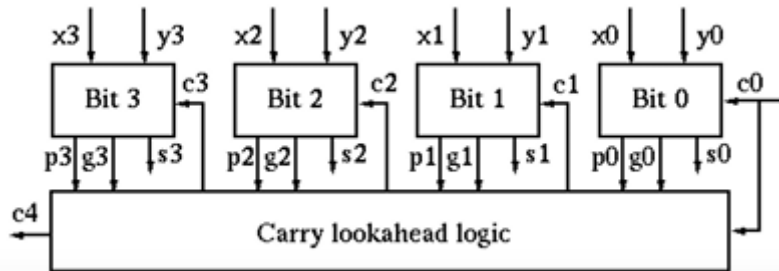 x3 y3 x2 y2 x1 y1 x0 y0
c3 c2 c1 c0
Bit 3 Bit 2 Bit 1 Bit 0
p3 g3 s3 p2 g2 s2 p1 g1 s1 p0 g0 s0
c4
Carry lookahead logic